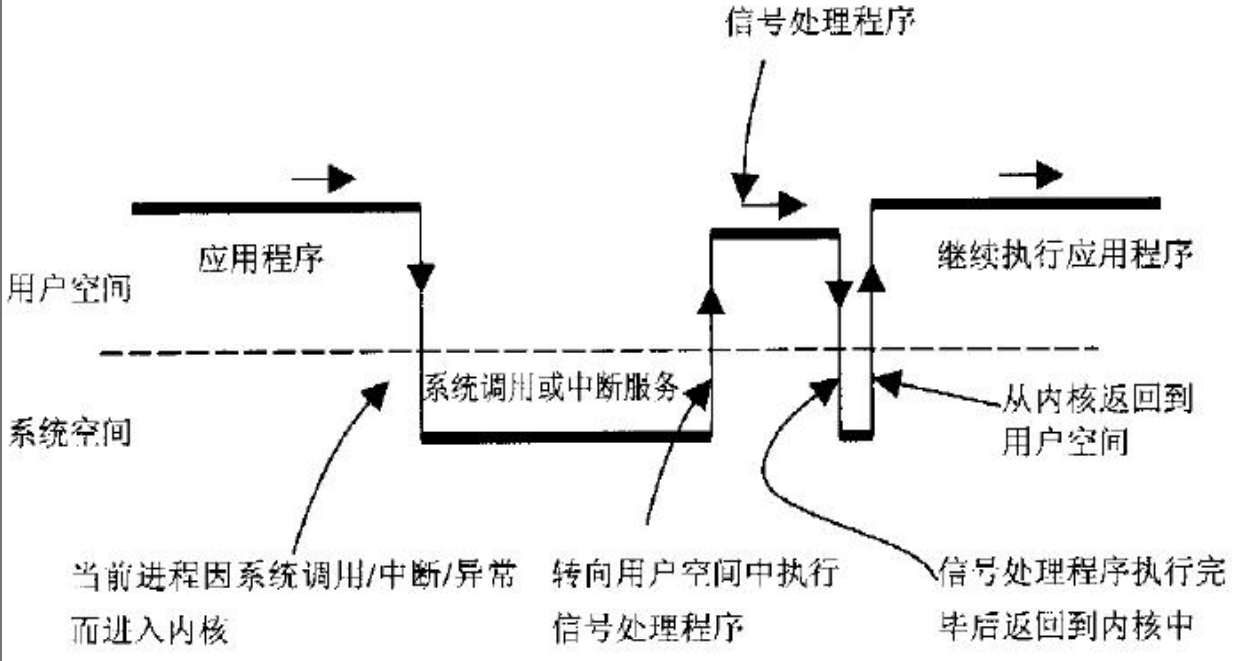 信号处理程序
应用程序
继续执行应用程序
用户空间
系统调用或中断服务
从内核返回到
用户空间
系统空间
当前进程因系统调用/中断/异常
而进入内核
转向用户空间中执行
信号处理程序
信号处理程序执行完
毕后返回到内核中